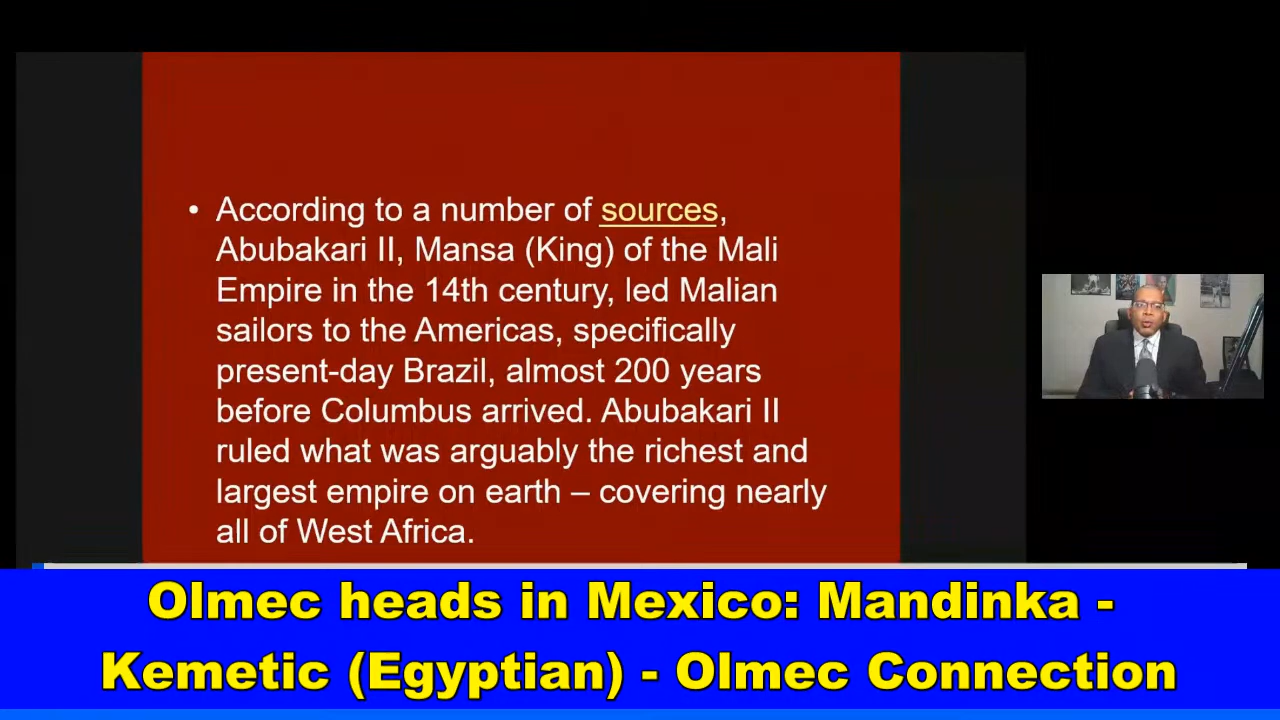 • According to a number of sources,
Abubakari II, Mansa (King) of the Mali
Empire in the 14th century, led Malian
sailors to the Americas, specifically
present-day Brazil, almost 200 years
before Columbus arrived. Abubakari II
ruled what was arguably the richest and
largest empire on earth – covering nearly
all of West Africa.
Olmec heads in Mexico: Mandinka -
Kemetic (Egyptian) - Olmec Connection